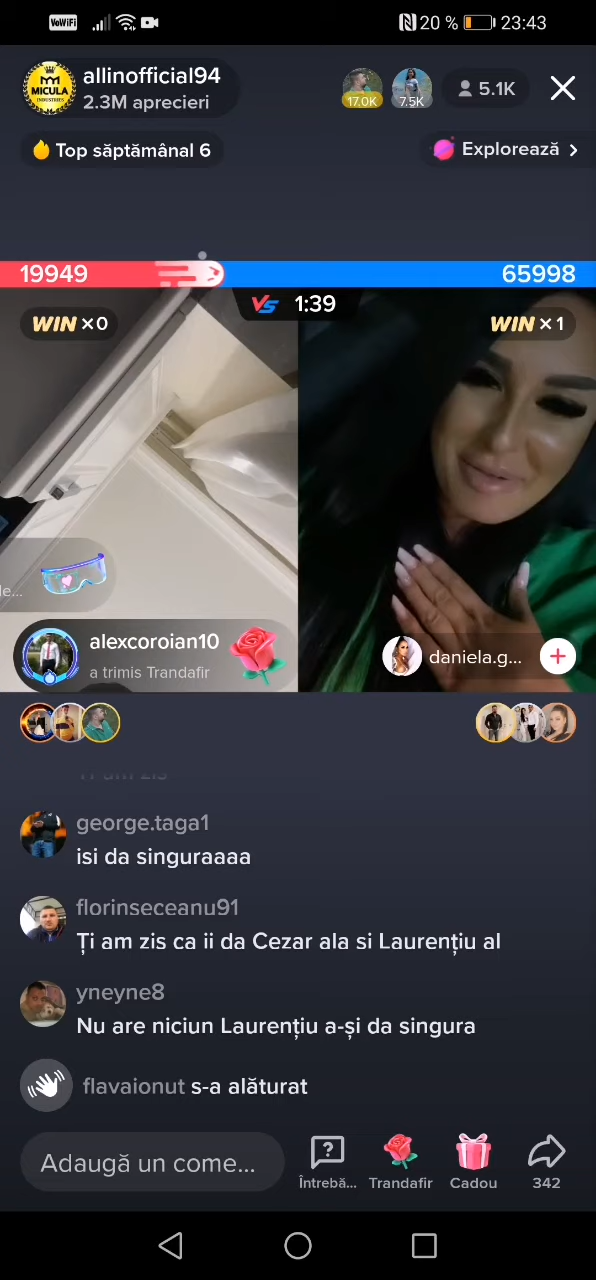 VoWiFi
20 %
23:43
MICULA
INDUSTRIES
allinofficial94
2.3M aprecieri
17.0K
7.5K
5.1K
Top săptămânal 6
Explorează
19949
65998
VS 1:39
WIN ×0
WIN ×1
alexcoroian10
a trimis Trandafir
daniela.g...
george.taga1
isi da singuraaaa
florinseceanu91
Ți am zis ca ii da Cezar ala si Laurențiu al
yneyne8
Nu are niciun Laurențiu a-și da singura
flavaionut s-a alăturat
Adaugă un come...
Întrebă...
Trandafir
Cadou
342